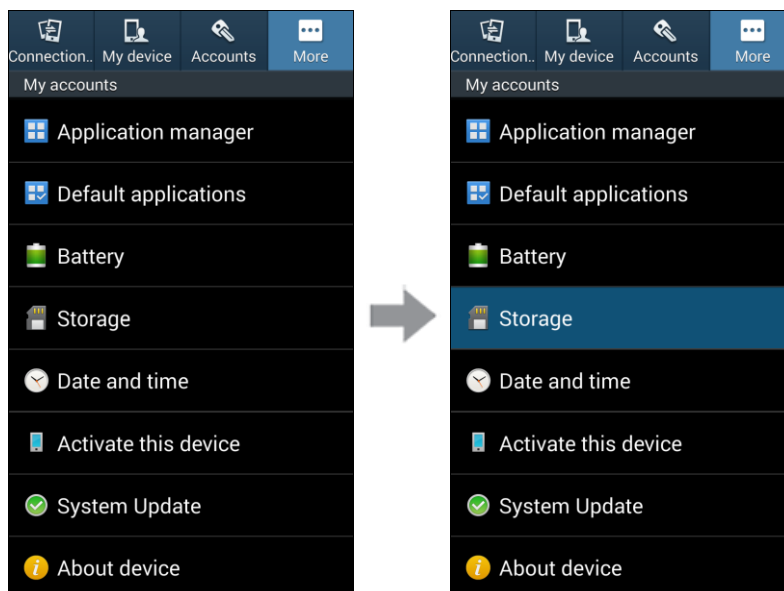 Connection.. My device Accounts More
My accounts
Application manager
Default applications
Battery
Storage
Date and time
Activate this device
System Update
About device
Connection.. My device Accounts More
My accounts
Application manager
Default applications
Battery
Storage
Date and time
Activate this device
System Update
About device